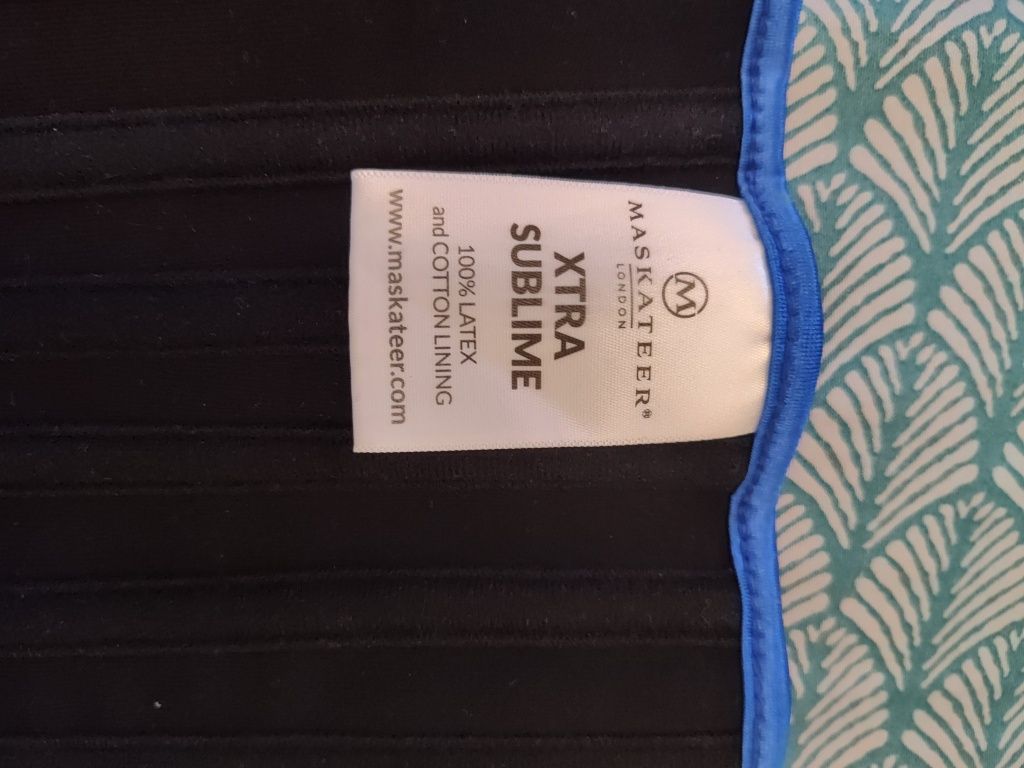 M
MASKATEER®
LONDON
XTRA
SUBLIME
100% LATEX
and COTTON LINING
www.maskateer.com